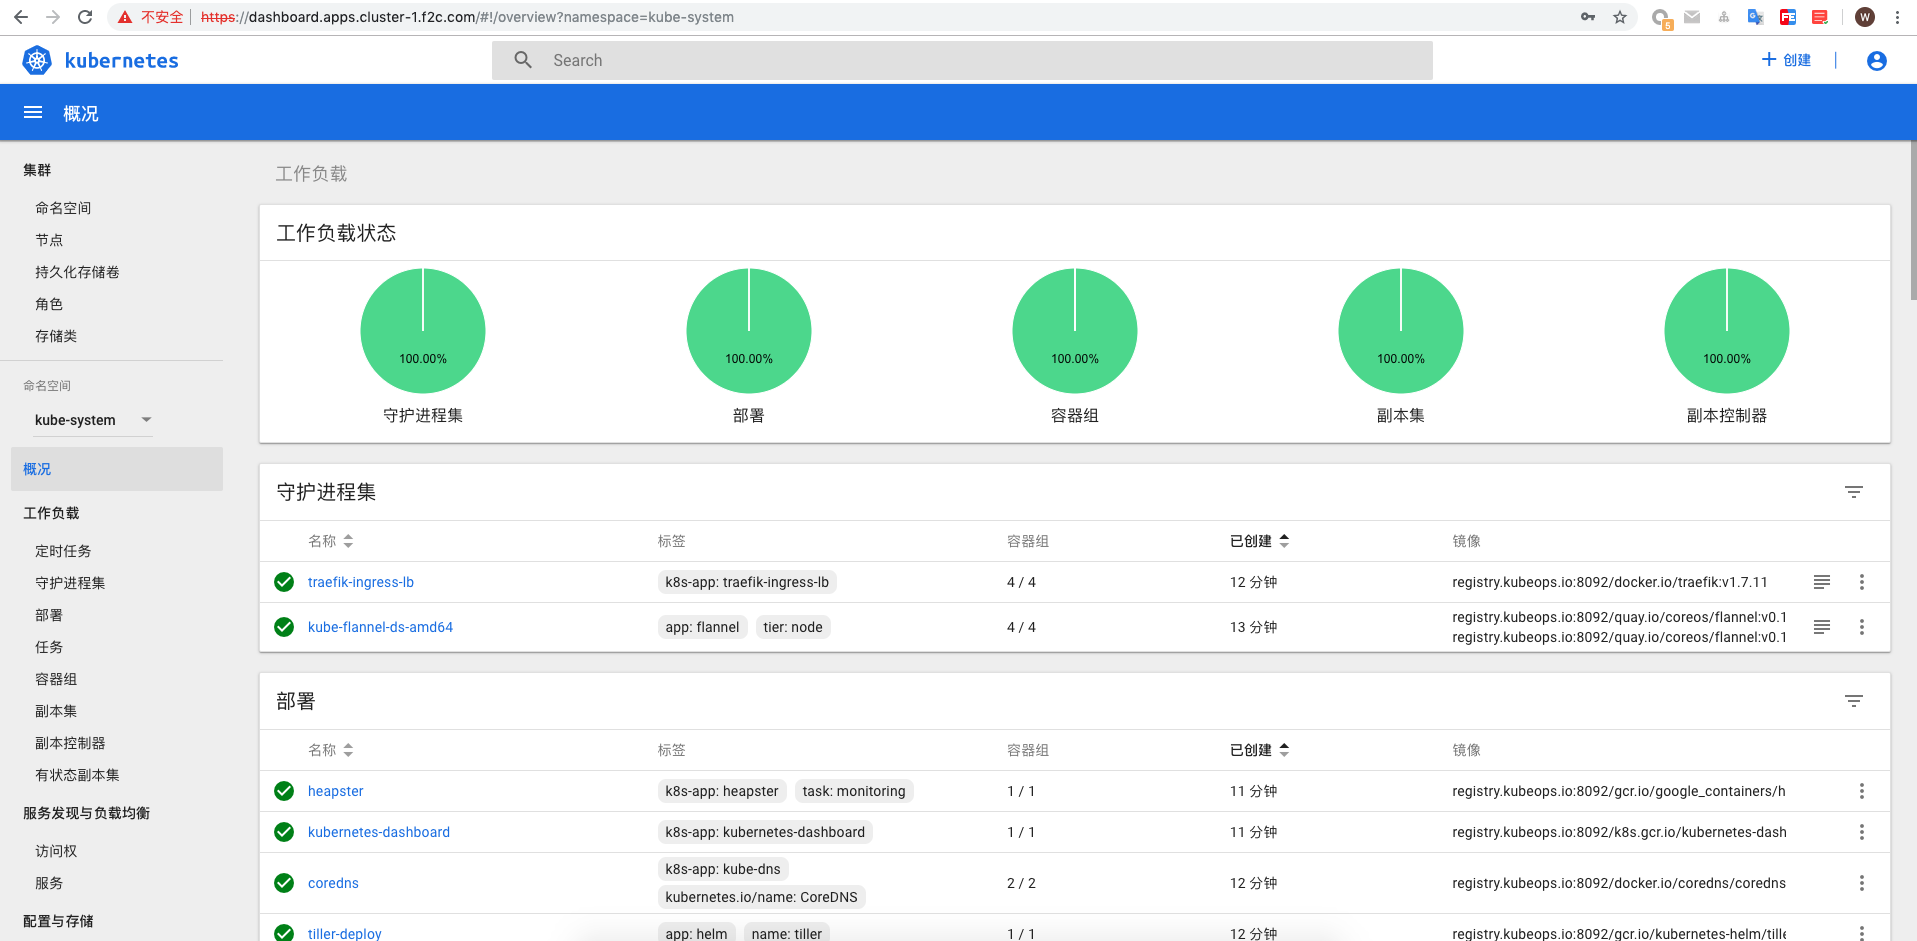 不安全 https://dashboard.apps.cluster-1.f2c.com/#!/overview?namespace=kube-system
5
FE
W
kubernetes
Search
创建
概况
集群
命名空间
节点
持久化存储卷
角色
存储类
命名空间
kube-system
概况
工作负载
定时任务
守护进程集
部署
任务
容器组
副本集
副本控制器
有状态副本集
服务发现与负载均衡
访问权
服务
配置与存储
工作负载
工作负载状态
100.00% 100.00% 100.00% 100.00% 100.00%
守护进程集 部署 容器组 副本集 副本控制器
守护进程集
名称 标签 容器组 已创建 镜像
traefik-ingress-lb k8s-app: traefik-ingress-lb 4 / 4 12 分钟 registry.kubeops.io:8092/docker.io/traefik:v1.7.11
kube-flannel-ds-amd64 app: flannel tier: node 4 / 4 13 分钟 registry.kubeops.io:8092/quay.io/coreos/flannel:v0.1
registry.kubeops.io:8092/quay.io/coreos/flannel:v0.1
部署
名称 标签 容器组 已创建 镜像
heapster k8s-app: heapster task: monitoring 1 / 1 11 分钟 registry.kubeops.io:8092/gcr.io/google_containers/h
kubernetes-dashboard k8s-app: kubernetes-dashboard 1 / 1 11 分钟 registry.kubeops.io:8092/k8s.gcr.io/kubernetes-dash
coredns k8s-app: kube-dns 2 / 2 12 分钟 registry.kubeops.io:8092/docker.io/coredns/coredns
kubernetes.io/name: CoreDNS
tiller-deploy app: helm name: tiller 1 / 1 12 分钟 registry.kubeops.io:8092/gcr.io/kubernetes-helm/tille